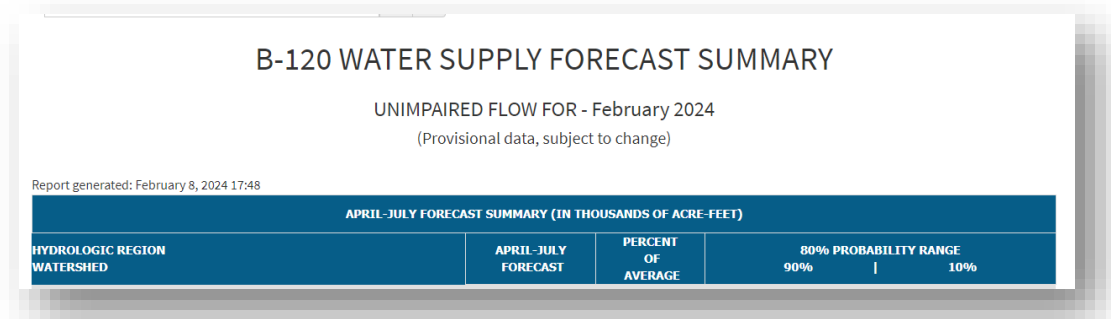 B-120 WATER SUPPLY FORECAST SUMMARY
UNIMPAIRED FLOW FOR - February 2024
(Provisional data, subject to change)
Report generated: February 8, 2024 17:48
APRIL-JULY FORECAST SUMMARY (IN THOUSANDS OF ACRE-FEET)
HYDROLOGIC REGION
WATERSHED
APRIL-JULY
FORECAST
PERCENT
OF
AVERAGE
80% PROBABILITY RANGE
90% | 10%